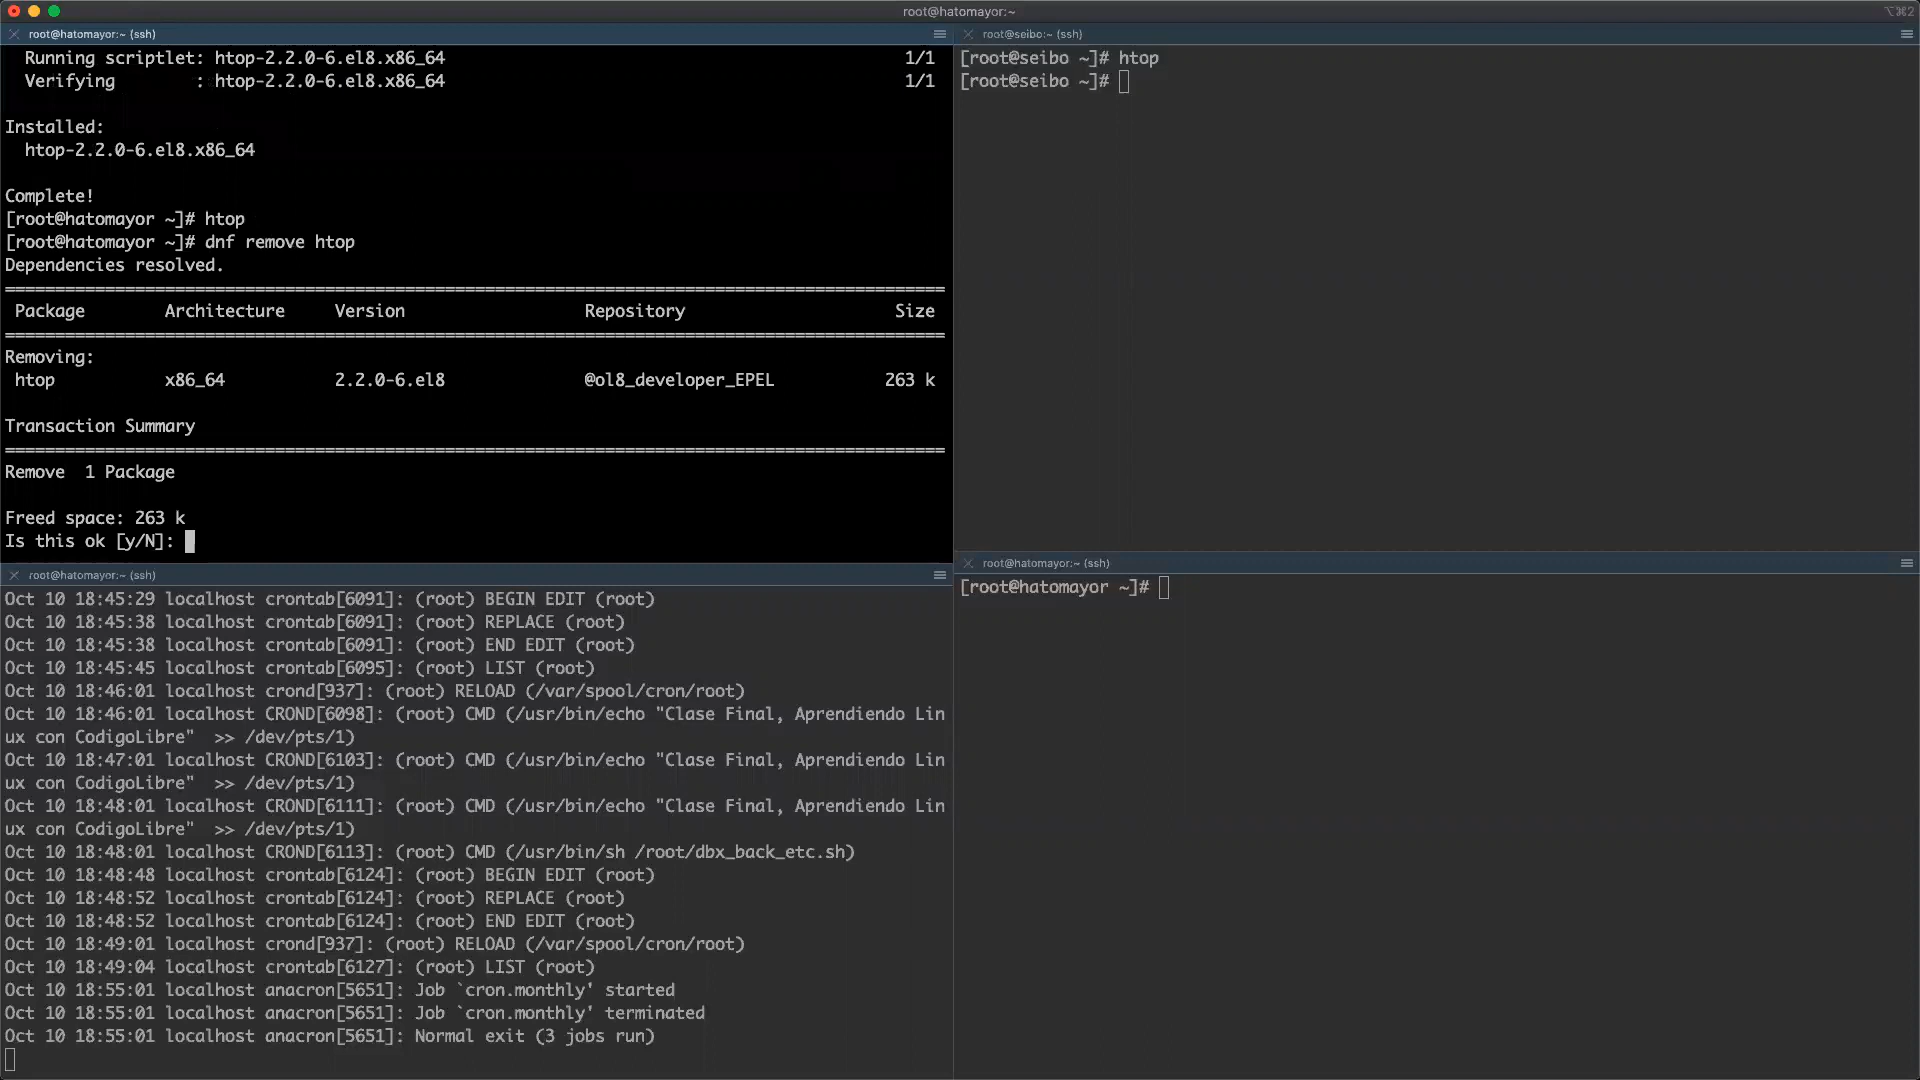 root@hatomayor:~
⌥⌘2
root@hatomayor:~ (ssh)
Running scriptlet: htop-2.2.0-6.el8.x86_64 1/1
Verifying : htop-2.2.0-6.el8.x86_64 1/1
Installed:
htop-2.2.0-6.el8.x86_64
Complete!
[root@hatomayor ~]# htop
[root@hatomayor ~]# dnf remove htop
Dependencies resolved.
================================================================================
Package Architecture Version Repository Size
================================================================================
Removing:
htop x86_64 2.2.0-6.el8 @ol8_developer_EPEL 263 k
Transaction Summary
================================================================================
Remove 1 Package
Freed space: 263 k
Is this ok [y/N]:
root@seibo:~ (ssh)
[root@seibo ~]# htop
[root@seibo ~]#
root@hatomayor:~ (ssh)
Oct 10 18:45:29 localhost crontab[6091]: (root) BEGIN EDIT (root)
Oct 10 18:45:38 localhost crontab[6091]: (root) REPLACE (root)
Oct 10 18:45:38 localhost crontab[6091]: (root) END EDIT (root)
Oct 10 18:45:45 localhost crontab[6095]: (root) LIST (root)
Oct 10 18:46:01 localhost crond[937]: (root) RELOAD (/var/spool/cron/root)
Oct 10 18:46:01 localhost CROND[6098]: (root) CMD (/usr/bin/echo "Clase Final, Aprendiendo Lin
ux con CodigoLibre" >> /dev/pts/1)
Oct 10 18:47:01 localhost CROND[6103]: (root) CMD (/usr/bin/echo "Clase Final, Aprendiendo Lin
ux con CodigoLibre" >> /dev/pts/1)
Oct 10 18:48:01 localhost CROND[6111]: (root) CMD (/usr/bin/echo "Clase Final, Aprendiendo Lin
ux con CodigoLibre" >> /dev/pts/1)
Oct 10 18:48:01 localhost CROND[6113]: (root) CMD (/usr/bin/sh /root/dbx_back_etc.sh)
Oct 10 18:48:48 localhost crontab[6124]: (root) BEGIN EDIT (root)
Oct 10 18:48:52 localhost crontab[6124]: (root) REPLACE (root)
Oct 10 18:48:52 localhost crontab[6124]: (root) END EDIT (root)
Oct 10 18:49:01 localhost crond[937]: (root) RELOAD (/var/spool/cron/root)
Oct 10 18:49:04 localhost crontab[6127]: (root) LIST (root)
Oct 10 18:55:01 localhost anacron[5651]: Job `cron.monthly' started
Oct 10 18:55:01 localhost anacron[5651]: Job `cron.monthly' terminated
Oct 10 18:55:01 localhost anacron[5651]: Normal exit (3 jobs run)
root@hatomayor:~ (ssh)
[root@hatomayor ~]#